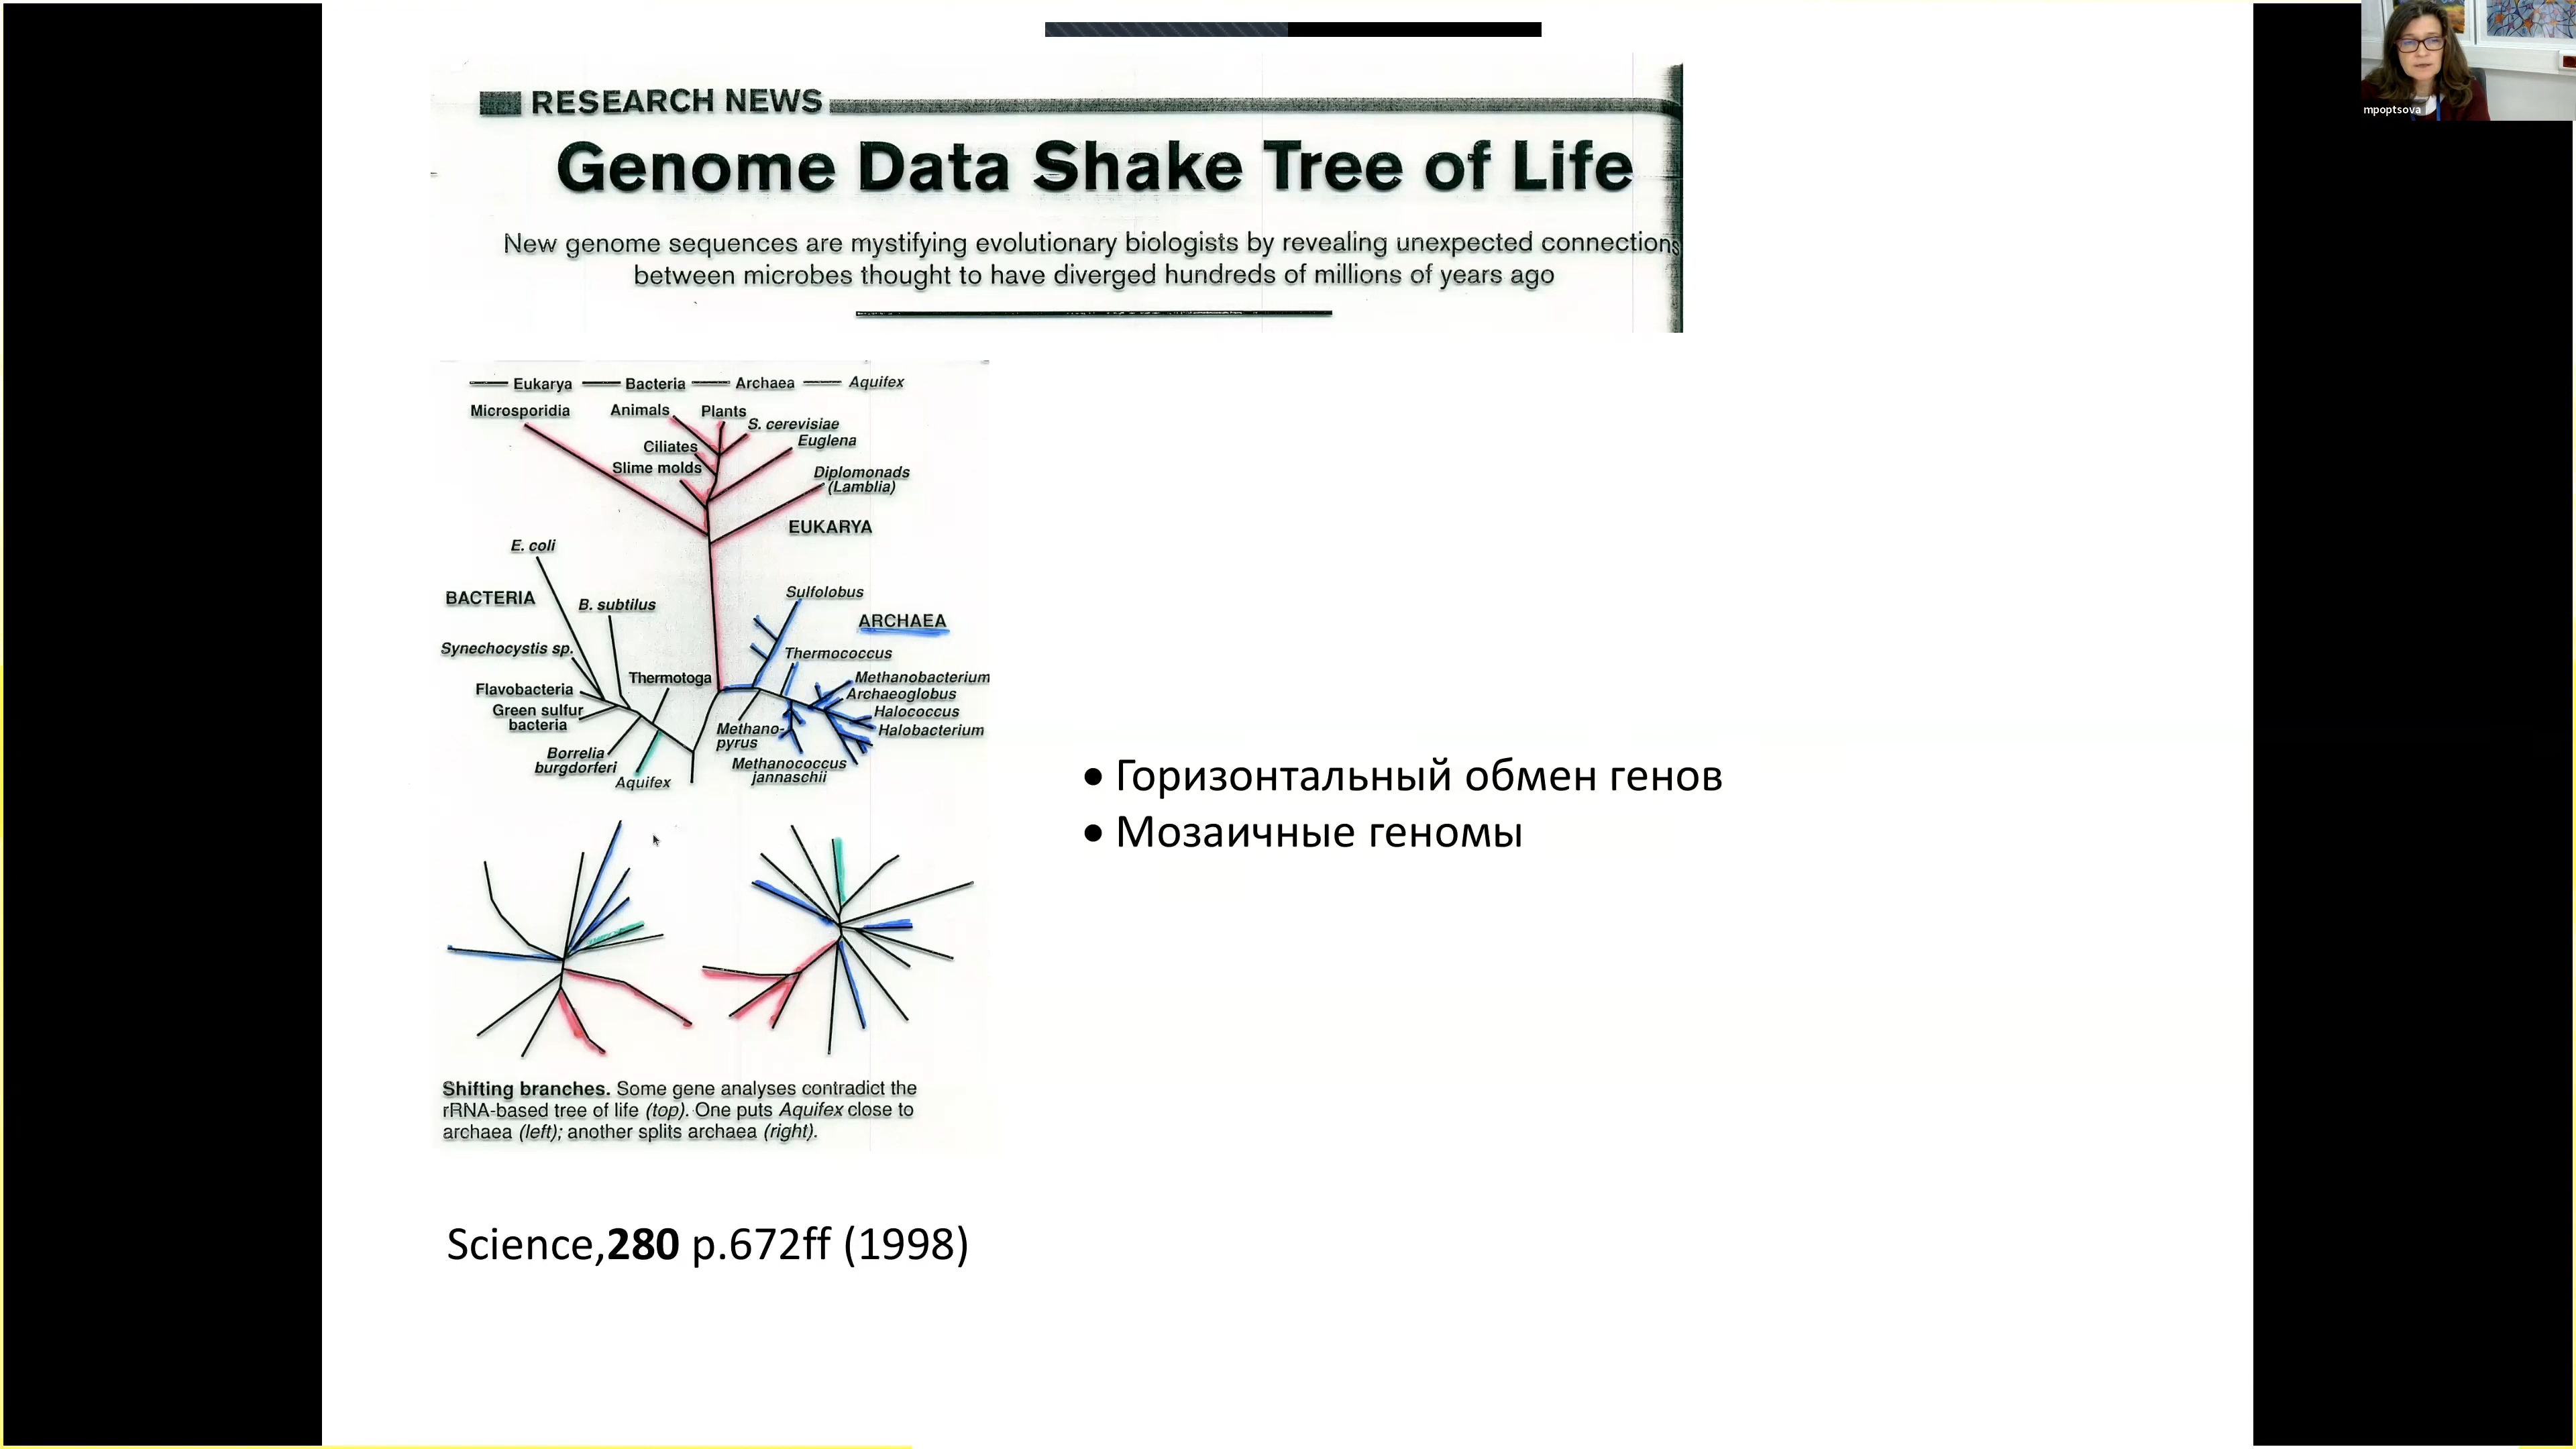 mpoptsova
RESEARCH NEWS
Genome Data Shake Tree of Life
New genome sequences are mystifying evolutionary biologists by revealing unexpected connections
between microbes thought to have diverged hundreds of millions of years ago
Eukarya Bacteria Archaea Aquifex
Microsporidia
Animals
Plants
S. cerevisiae
Ciliates
Euglena
Slime molds
Diplomonads
(Lamblia)
EUKARYA
E. coli
BACTERIA
B. subtilus
Sulfolobus
ARCHAEA
Synechocystis sp.
Thermococcus
Thermotoga
Methanobacterium
Flavobacteria
Archaeoglobus
Green sulfur
bacteria
Halococcus
Methano-
pyrus
Halobacterium
Borrelia
burgdorferi
Methanococcus
jannaschii
Aquifex
• Горизонтальный обмен генов
• Мозаичные геномы
Shifting branches. Some gene analyses contradict the
rRNA-based tree of life (top). One puts Aquifex close to
archaea (left); another splits archaea (right).
Science,280 p.672ff (1998)